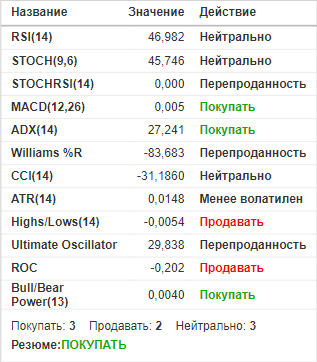 Название Значение Действие
RSI(14) 46,982 Нейтрально
STOCH(9,6) 45,746 Нейтрально
STOCHRSI(14) 0,000 Перепроданность
MACD(12,26) 0,005 Покупать
ADX(14) 27,241 Покупать
Williams %R -83,683 Перепроданность
CCI(14) -31,1860 Нейтрально
ATR(14) 0,0148 Менее волатилен
Highs/Lows(14) -0,0054 Продавать
Ultimate Oscillator 29,838 Перепроданность
ROC -0,202 Продавать
Bull/Bear
Power(13) 0,0040 Покупать
Покупать: 3 Продавать: 2 Нейтрально: 3
Резюме:ПОКУПАТЬ